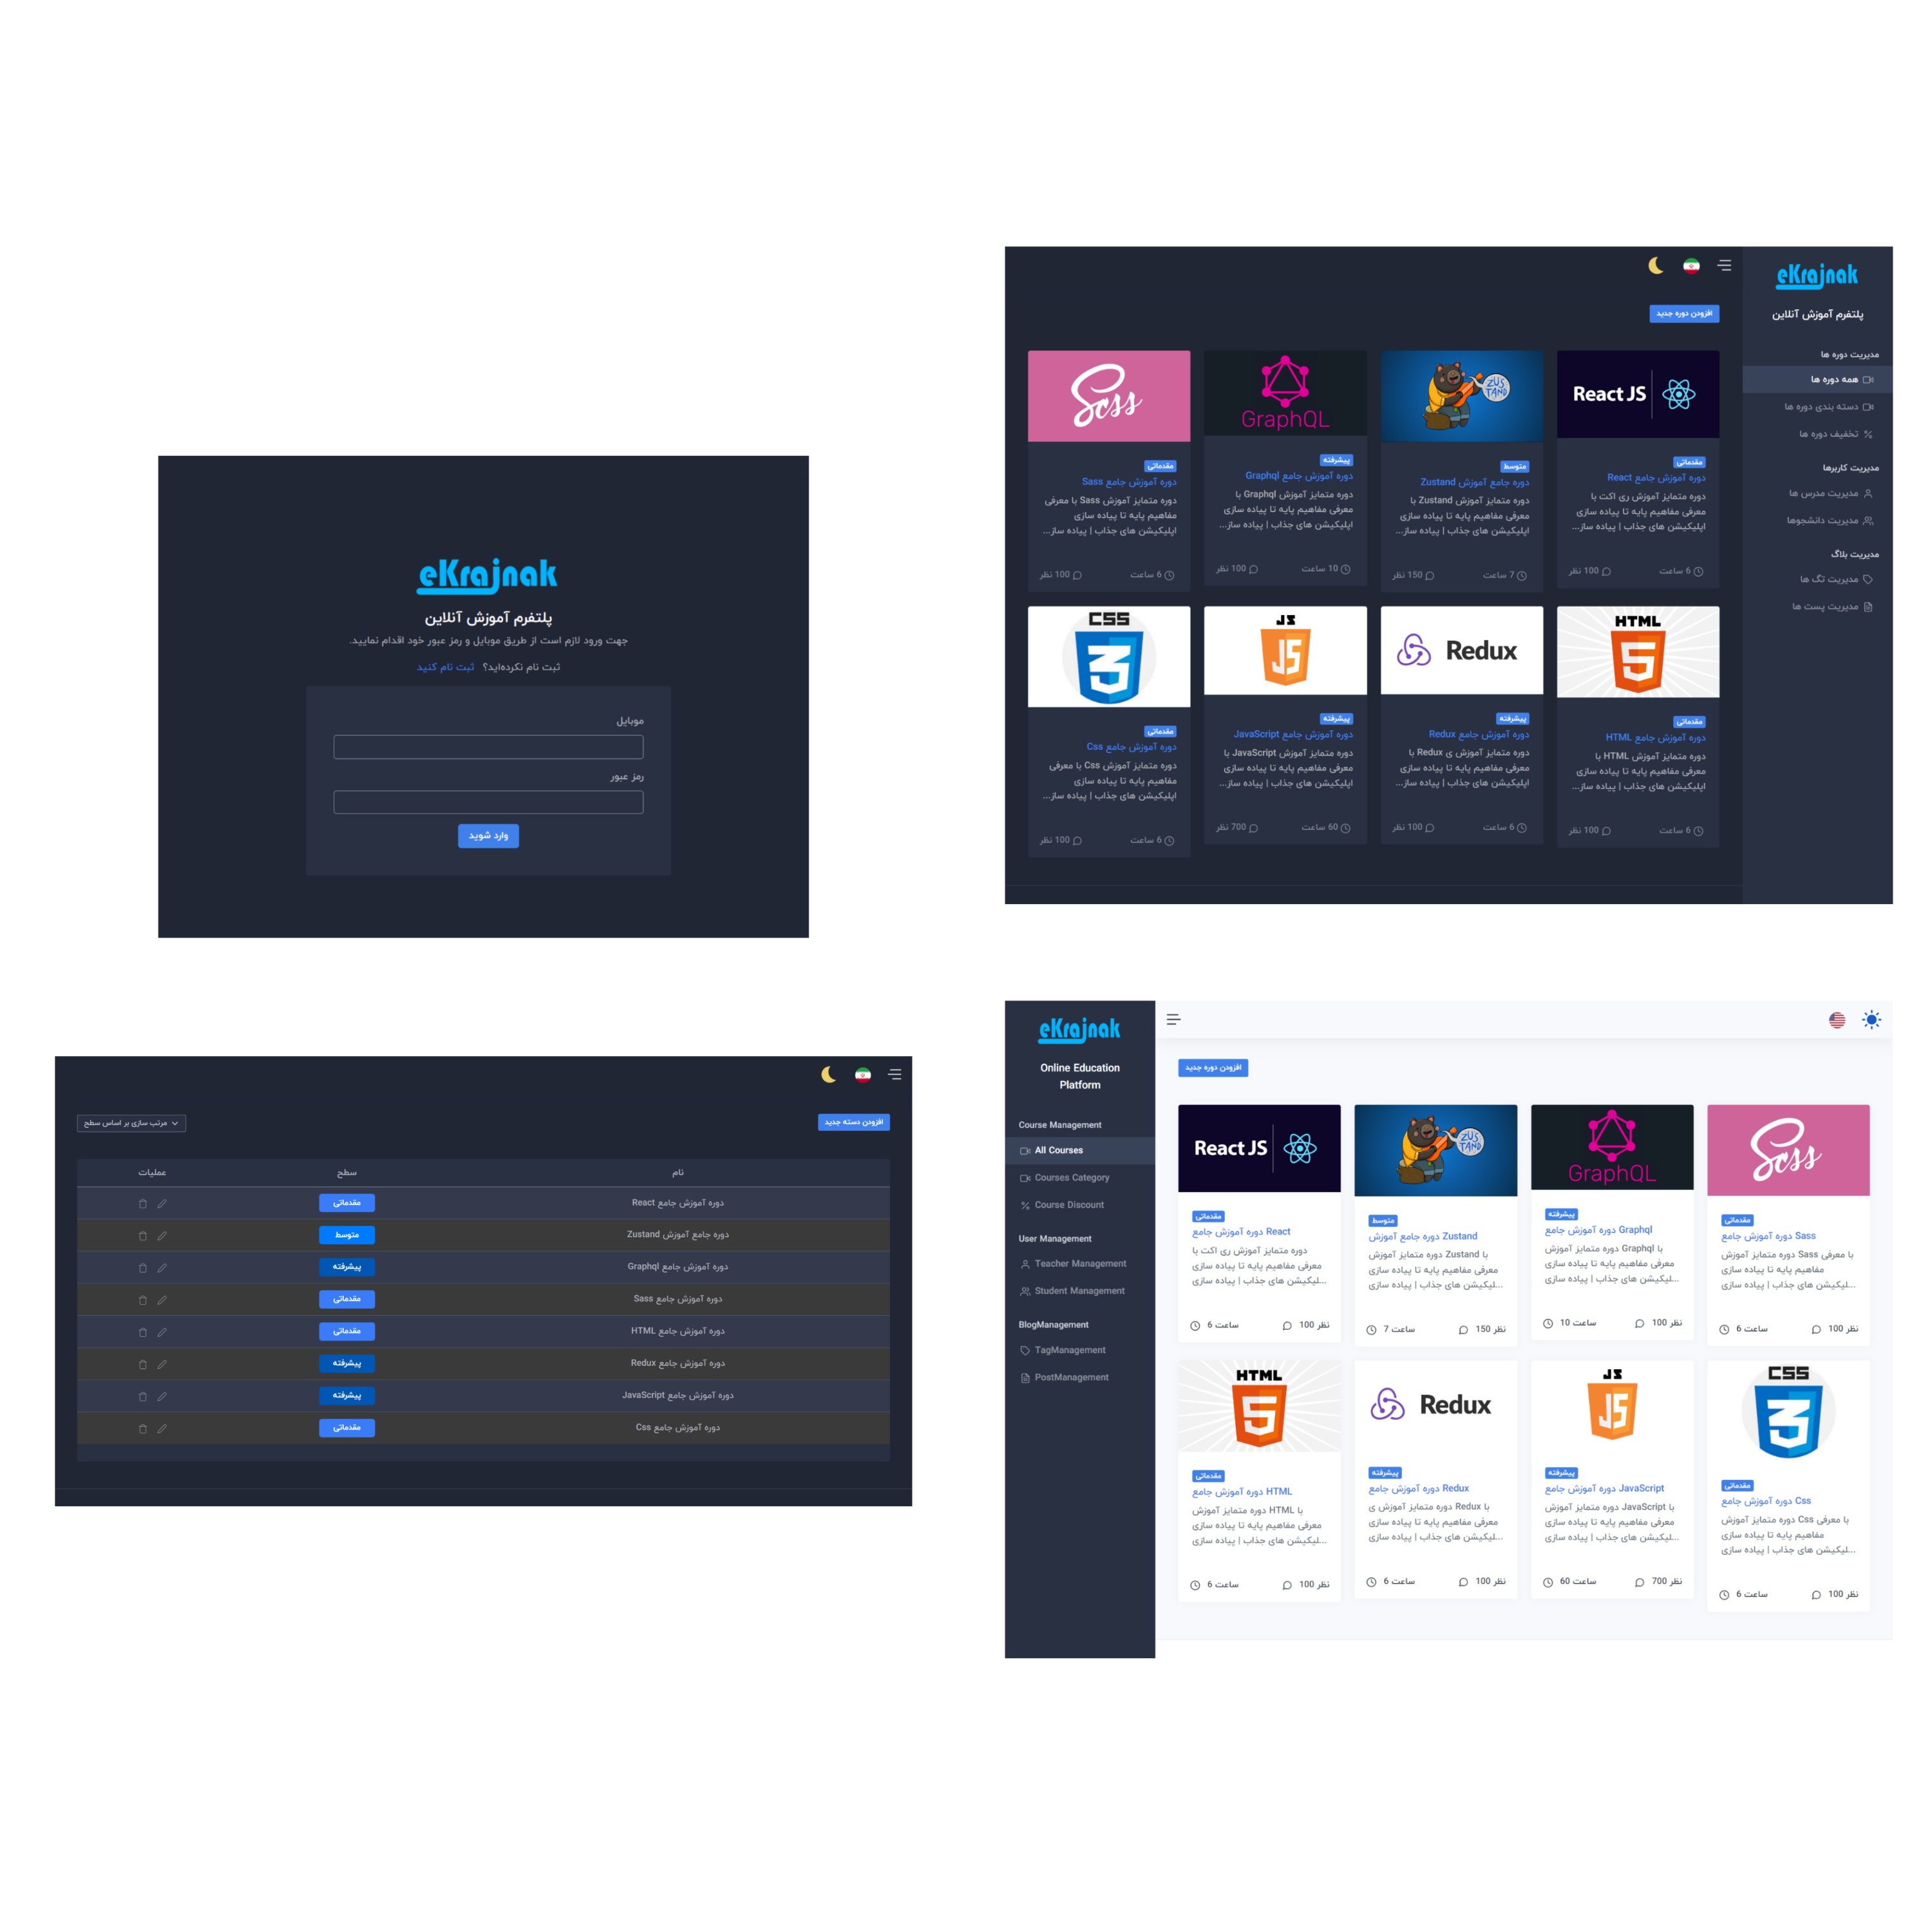 eKrajnak
پلتفرم آموزش آنلاین
جهت ورود لازم است از طریق موبایل و رمز عبور خود اقدام نمایید.
ثبت نام نکرده‌اید؟ ثبت نام کنید
موبایل
رمز عبور
وارد شوید
eKrajnak
پلتفرم آموزش آنلاین
مدیریت دوره ها
همه دوره ها
دسته بندی دوره ها
تخفیف دوره ها
مدیریت کاربرها
مدیریت مدرس ها
مدیریت دانشجوها
مدیریت بلاگ
مدیریت تگ ها
مدیریت پست ها
افزودن دوره جدید
React JS
مقدماتی
دوره آموزش جامع React
دوره متمایز آموزش ری اکت با
معرفی مفاهیم پایه تا پیاده سازی
اپلیکیشن های جذاب | پیاده ساز...
6 ساعت
100 نظر
ZUS
TAND
متوسط
دوره جامع آموزش Zustand
دوره متمایز آموزش Zustand با
معرفی مفاهیم پایه تا پیاده سازی
اپلیکیشن های جذاب | پیاده ساز...
7 ساعت
150 نظر
GraphQL
پیشرفته
دوره آموزش جامع Graphql
دوره متمایز آموزش Graphql با
معرفی مفاهیم پایه تا پیاده سازی
اپلیکیشن های جذاب | پیاده ساز...
10 ساعت
100 نظر
Scss
مقدماتی
دوره آموزش جامع Sass
دوره متمایز آموزش Sass با معرفی
مفاهیم پایه تا پیاده سازی
اپلیکیشن های جذاب | پیاده ساز...
6 ساعت
100 نظر
HTML
5
مقدماتی
دوره آموزش جامع HTML
دوره متمایز آموزش HTML با
معرفی مفاهیم پایه تا پیاده سازی
اپلیکیشن های جذاب | پیاده ساز...
6 ساعت
100 نظر
Redux
پیشرفته
دوره آموزش جامع Redux
دوره متمایز آموزش ی Redux با
معرفی مفاهیم پایه تا پیاده سازی
اپلیکیشن های جذاب | پیاده ساز...
6 ساعت
100 نظر
JS
JS
پیشرفته
دوره آموزش جامع JavaScript
دوره متمایز آموزش JavaScript با
معرفی مفاهیم پایه تا پیاده سازی
اپلیکیشن های جذاب | پیاده ساز...
60 ساعت
700 نظر
CSS
3
مقدماتی
دوره آموزش جامع Css
دوره متمایز آموزش Css با معرفی
مفاهیم پایه تا پیاده سازی
اپلیکیشن های جذاب | پیاده ساز...
6 ساعت
100 نظر
افزودن دسته جدید
مرتب سازی بر اساس سطح
نام سطح عملیات
دوره آموزش جامع React مقدماتی
دوره جامع آموزش Zustand متوسط
دوره آموزش جامع Graphql پیشرفته
دوره آموزش جامع Sass مقدماتی
دوره آموزش جامع HTML مقدماتی
دوره آموزش جامع Redux پیشرفته
دوره آموزش جامع JavaScript پیشرفته
دوره آموزش جامع Css مقدماتی
eKrajnak
Online Education
Platform
Course Management
All Courses
Courses Category
Course Discount
User Management
Teacher Management
Student Management
BlogManagement
TagManagement
PostManagement
افزودن دوره جدید
React JS
مقدماتی
دوره آموزش جامع React
دوره متمایز آموزش ری اکت با
معرفی مفاهیم پایه تا پیاده سازی
...لیکیشن های جذاب | پیاده سازی
6 ساعت
100 نظر
ZUS
TAND
متوسط
دوره جامع آموزش Zustand
با Zustand دوره متمایز آموزش
معرفی مفاهیم پایه تا پیاده سازی
...لیکیشن های جذاب | پیاده سازی
7 ساعت
150 نظر
GraphQL
پیشرفته
دوره آموزش جامع Graphql
با Graphql دوره متمایز آموزش
معرفی مفاهیم پایه تا پیاده سازی
...لیکیشن های جذاب | پیاده سازی
10 ساعت
100 نظر
Scss
مقدماتی
دوره آموزش جامع Sass
با معرفی Sass دوره متمایز آموزش
مفاهیم پایه تا پیاده سازی
...لیکیشن های جذاب | پیاده سازی
6 ساعت
100 نظر
HTML
5
مقدماتی
دوره آموزش جامع HTML
با HTML دوره متمایز آموزش
معرفی مفاهیم پایه تا پیاده سازی
...لیکیشن های جذاب | پیاده سازی
6 ساعت
100 نظر
Redux
پیشرفته
دوره آموزش جامع Redux
با Redux دوره متمایز آموزش ی
معرفی مفاهیم پایه تا پیاده سازی
...لیکیشن های جذاب | پیاده سازی
6 ساعت
100 نظر
JS
JS
پیشرفته
دوره آموزش جامع JavaScript
با JavaScript دوره متمایز آموزش
معرفی مفاهیم پایه تا پیاده سازی
...لیکیشن های جذاب | پیاده سازی
60 ساعت
700 نظر
CSS
3
مقدماتی
دوره آموزش جامع Css
با معرفی Css دوره متمایز آموزش
مفاهیم پایه تا پیاده سازی
...لیکیشن های جذاب | پیاده سازی
6 ساعت
100 نظر